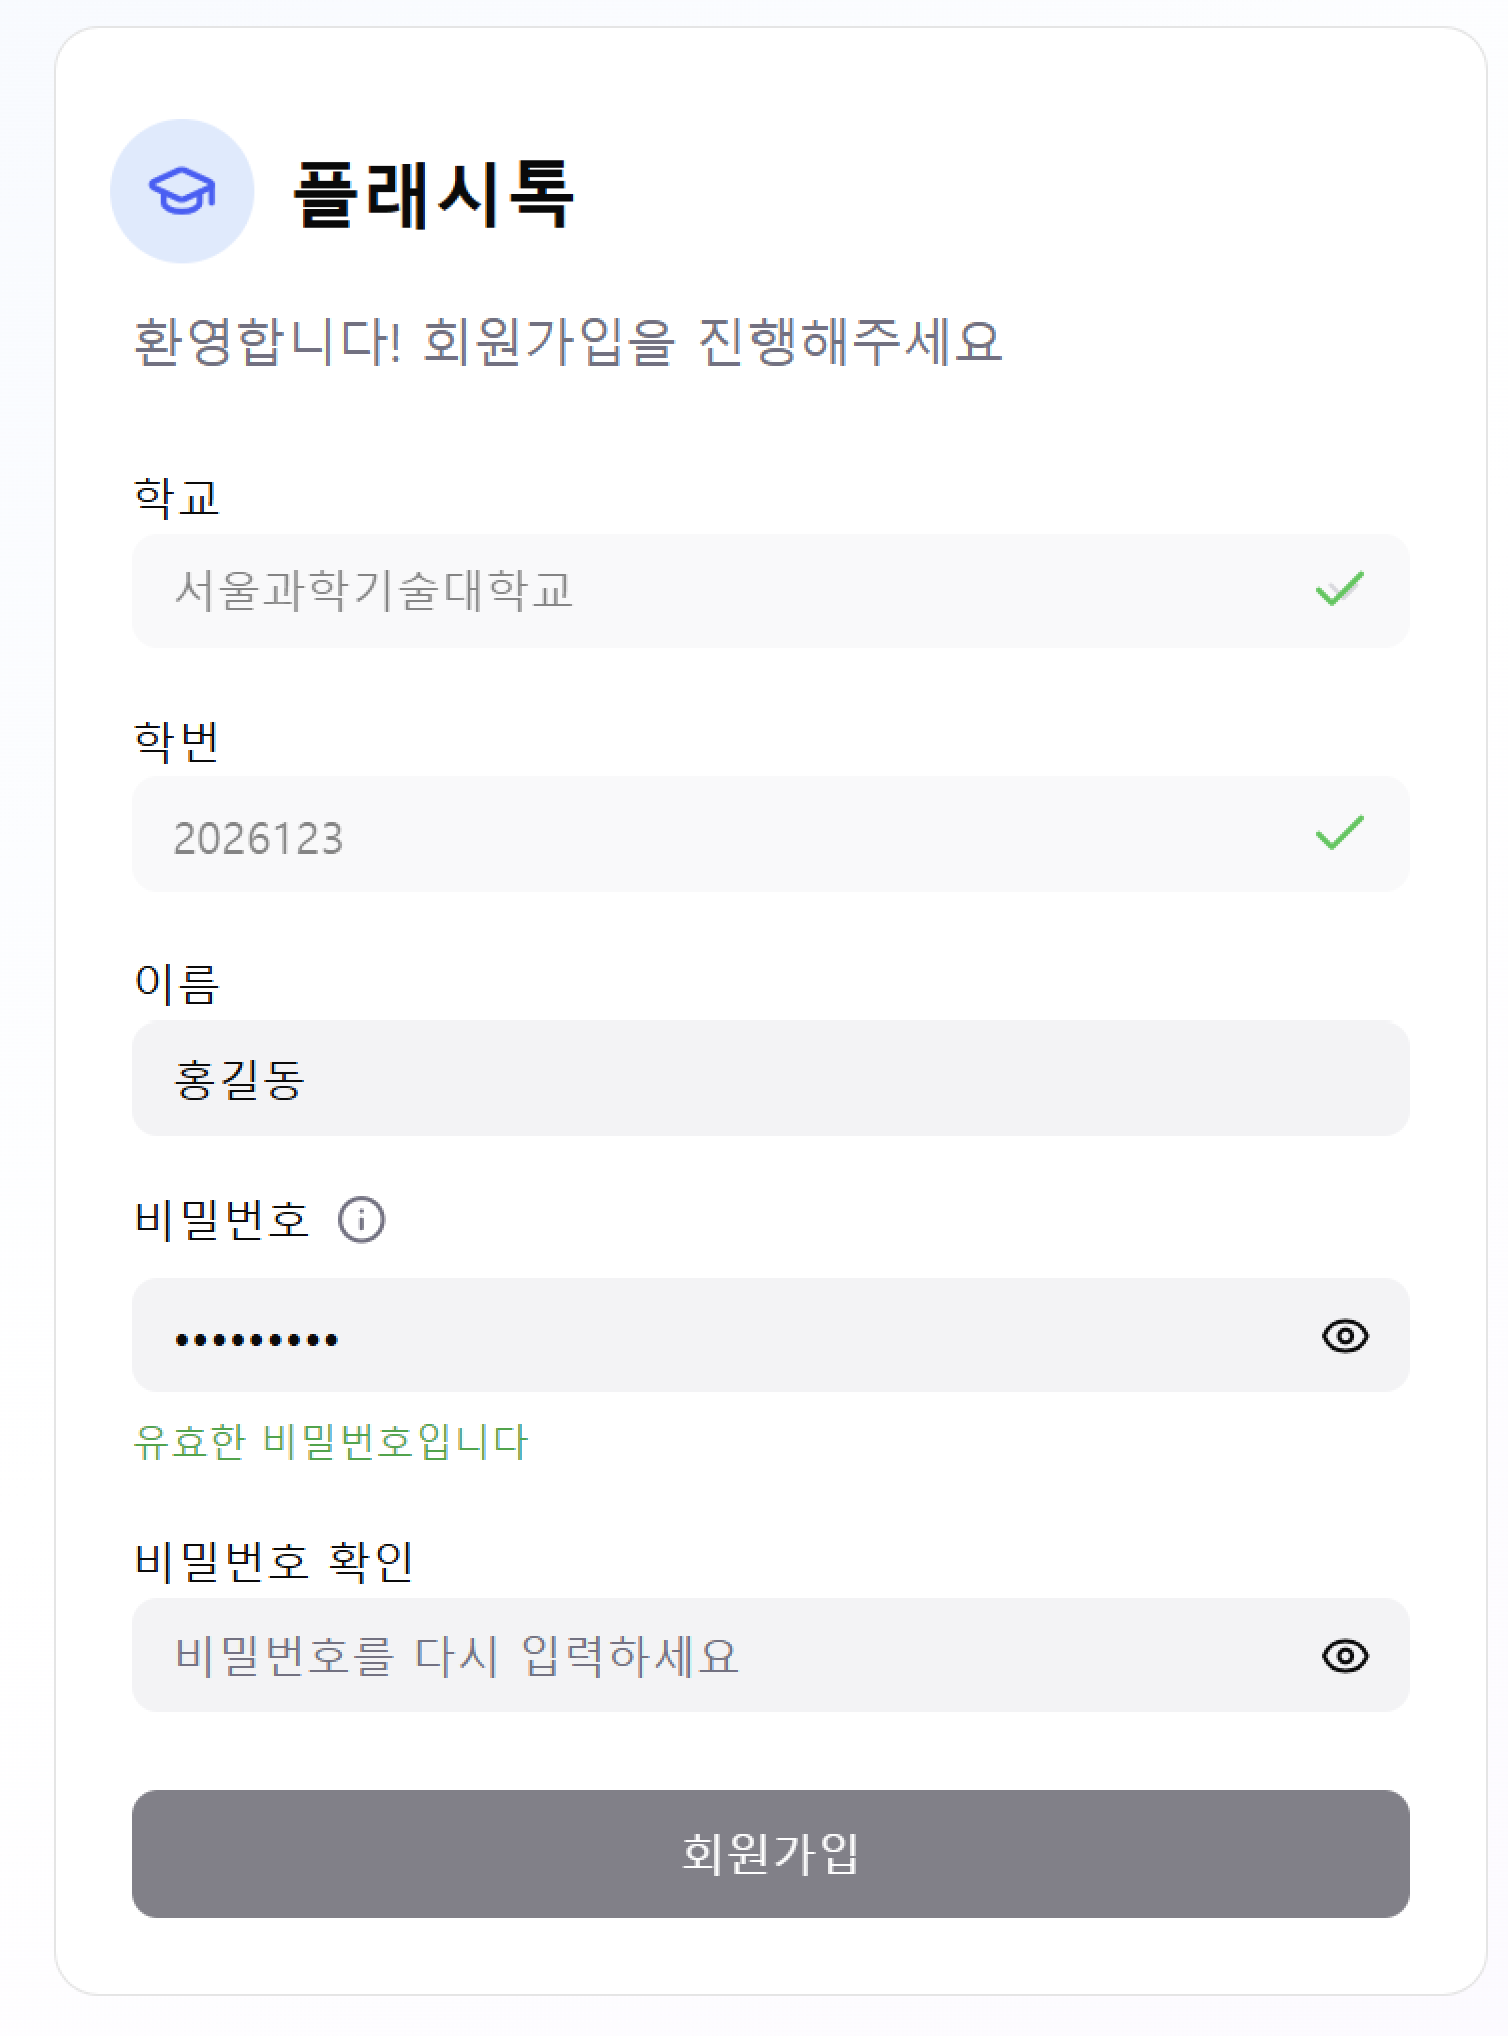 플래시톡
환영합니다! 회원가입을 진행해주세요
학교
서울과학기술대학교
학번
2026123
이름
홍길동
비밀번호
•••••••••
유효한 비밀번호입니다
비밀번호 확인
비밀번호를 다시 입력하세요
회원가입